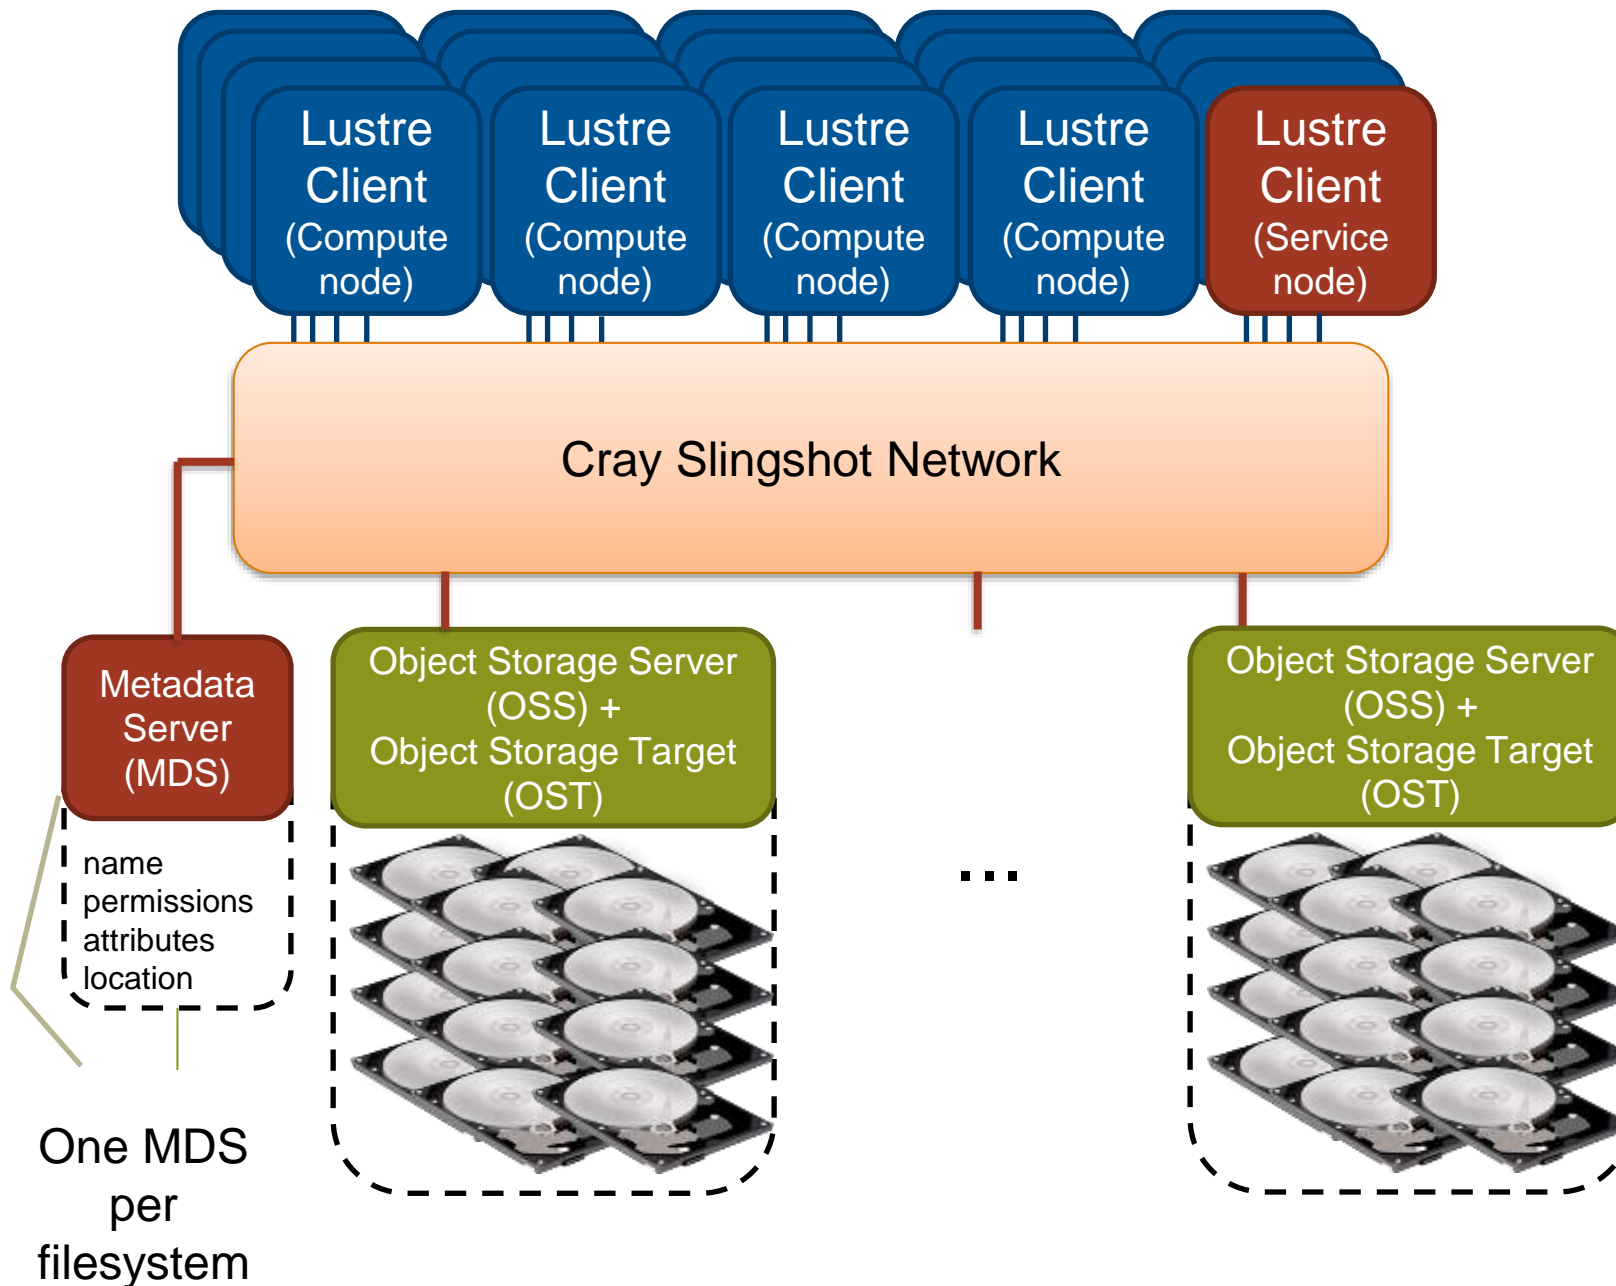 Lustre
Client
(Compute
node)
Lustre
Client
(Compute
node)
Lustre
Client
(Compute
node)
Lustre
Client
(Compute
node)
Lustre
Client
(Service
node)
Cray Slingshot Network
Metadata
Server
(MDS)
name
permissions
attributes
location
One MDS
per
filesystem
Object Storage Server
(OSS) +
Object Storage Target
(OST)
...
Object Storage Server
(OSS) +
Object Storage Target
(OST)